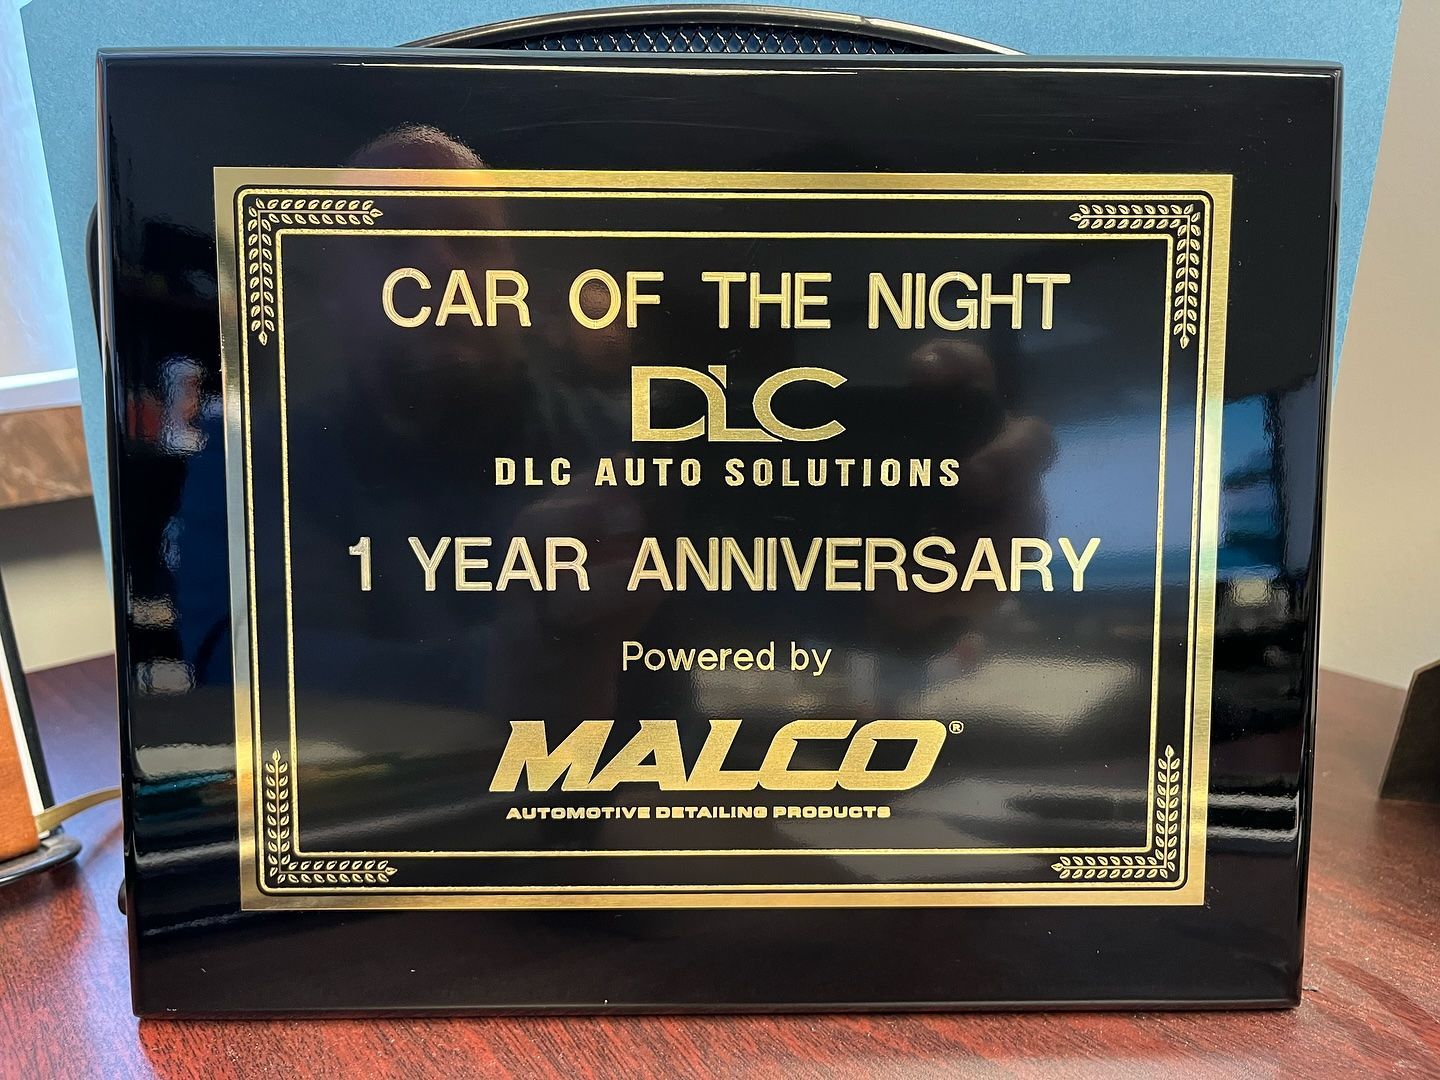 CAR OF THE NIGHT
DLC
DLC AUTO SOLUTIONS
1 YEAR ANNIVERSARY
Powered by
MALCO®
AUTOMOTIVE DETAILING PRODUCTS